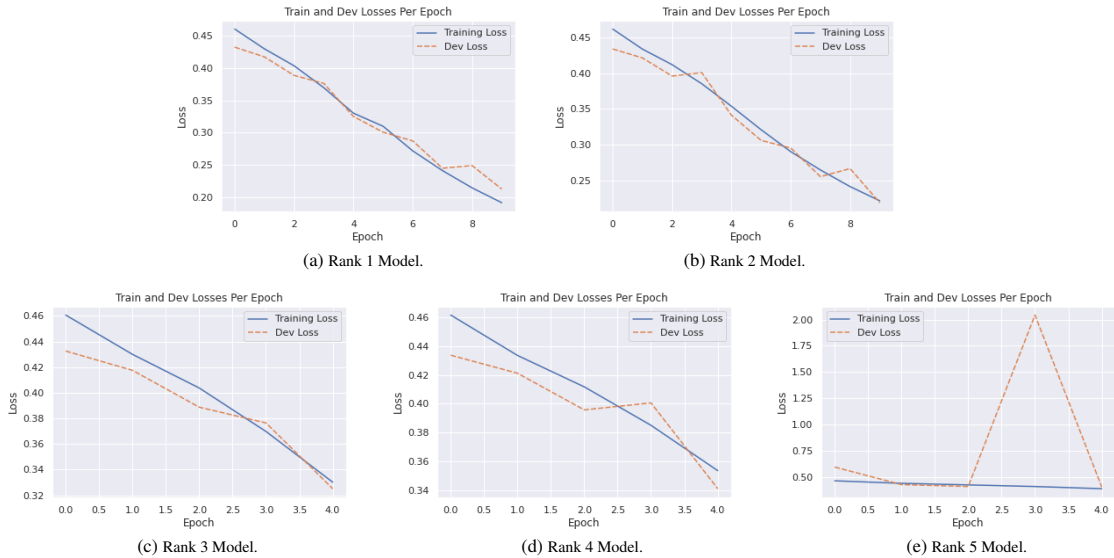 Train and Dev Losses Per Epoch
Training Loss
Dev Loss
0.45
0.40
0.35
0.30
0.25
0.20
Loss
0 2 4 6 8
Epoch
(a) Rank 1 Model.
Train and Dev Losses Per Epoch
Training Loss
Dev Loss
0.45
0.40
0.35
0.30
0.25
Loss
0 2 4 6 8
Epoch
(b) Rank 2 Model.
Train and Dev Losses Per Epoch
Training Loss
Dev Loss
0.46
0.44
0.42
0.40
0.38
0.36
0.34
0.32
Loss
0.0 0.5 1.0 1.5 2.0 2.5 3.0 3.5 4.0
Epoch
(c) Rank 3 Model.
Train and Dev Losses Per Epoch
Training Loss
Dev Loss
0.46
0.44
0.42
0.40
0.38
0.36
0.34
Loss
0.0 0.5 1.0 1.5 2.0 2.5 3.0 3.5 4.0
Epoch
(d) Rank 4 Model.
Train and Dev Losses Per Epoch
Training Loss
Dev Loss
2.00
1.75
1.50
1.25
1.00
0.75
0.50
Loss
0.0 0.5 1.0 1.5 2.0 2.5 3.0 3.5 4.0
Epoch
(e) Rank 5 Model.